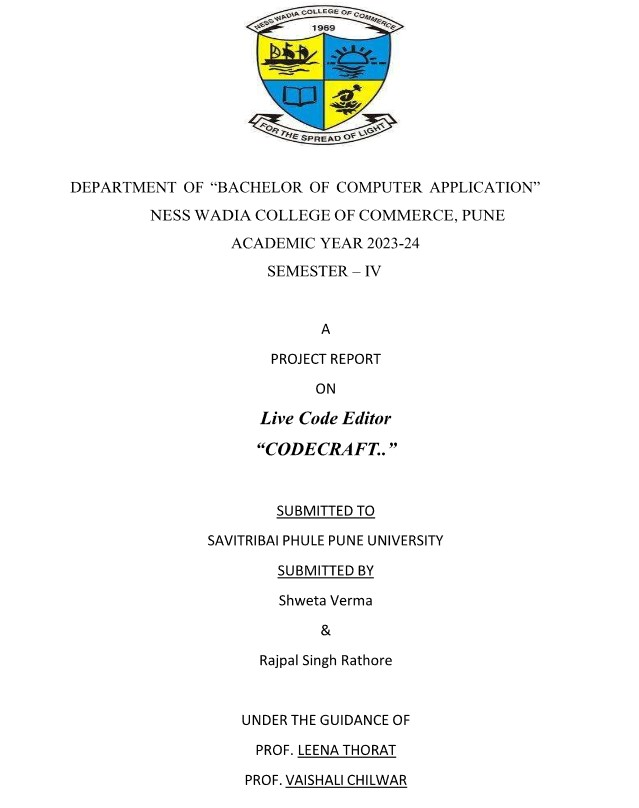 NESS WADIA COLLEGE OF COMMERCE
1969
FOR THE SPREAD OF LIGHT
DEPARTMENT OF “BACHELOR OF COMPUTER APPLICATION”
NESS WADIA COLLEGE OF COMMERCE, PUNE
ACADEMIC YEAR 2023-24
SEMESTER – IV
A
PROJECT REPORT
ON
Live Code Editor
“CODECRAFT..”
SUBMITTED TO
SAVITRIBAI PHULE PUNE UNIVERSITY
SUBMITTED BY
Shweta Verma
&
Rajpal Singh Rathore
UNDER THE GUIDANCE OF
PROF. LEENA THORAT
PROF. VAISHALI CHILWAR